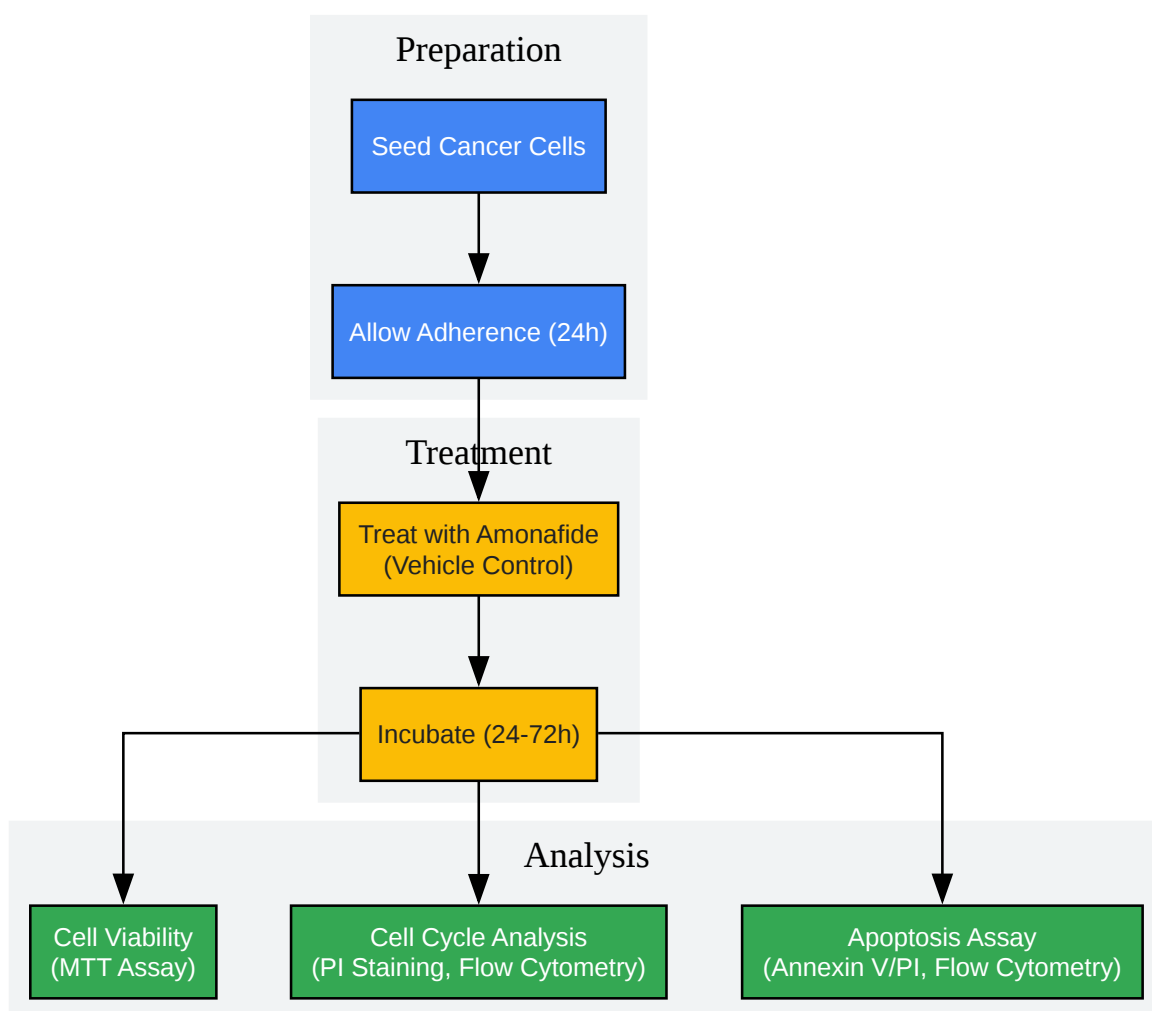 Preparation
Seed Cancer Cells
Allow Adherence (24h)
Treatment
Treat with Amonafide
(Vehicle Control)
Incubate (24-72h)
Analysis
Cell Viability
(MTT Assay)
Cell Cycle Analysis
(PI Staining, Flow Cytometry)
Apoptosis Assay
(Annexin V/PI, Flow Cytometry)